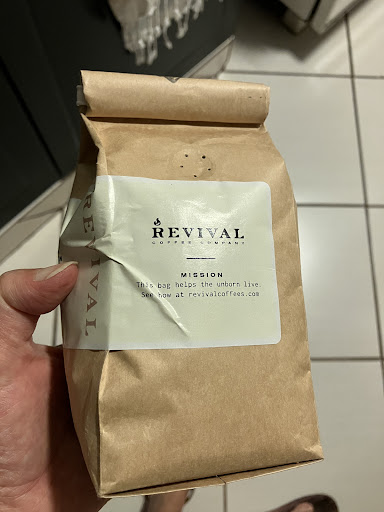 REVIVAL
REVIVAL
COFFEE COMPANY
MISSION
This bag helps the unborn live.
See how at revivalcoffees.com